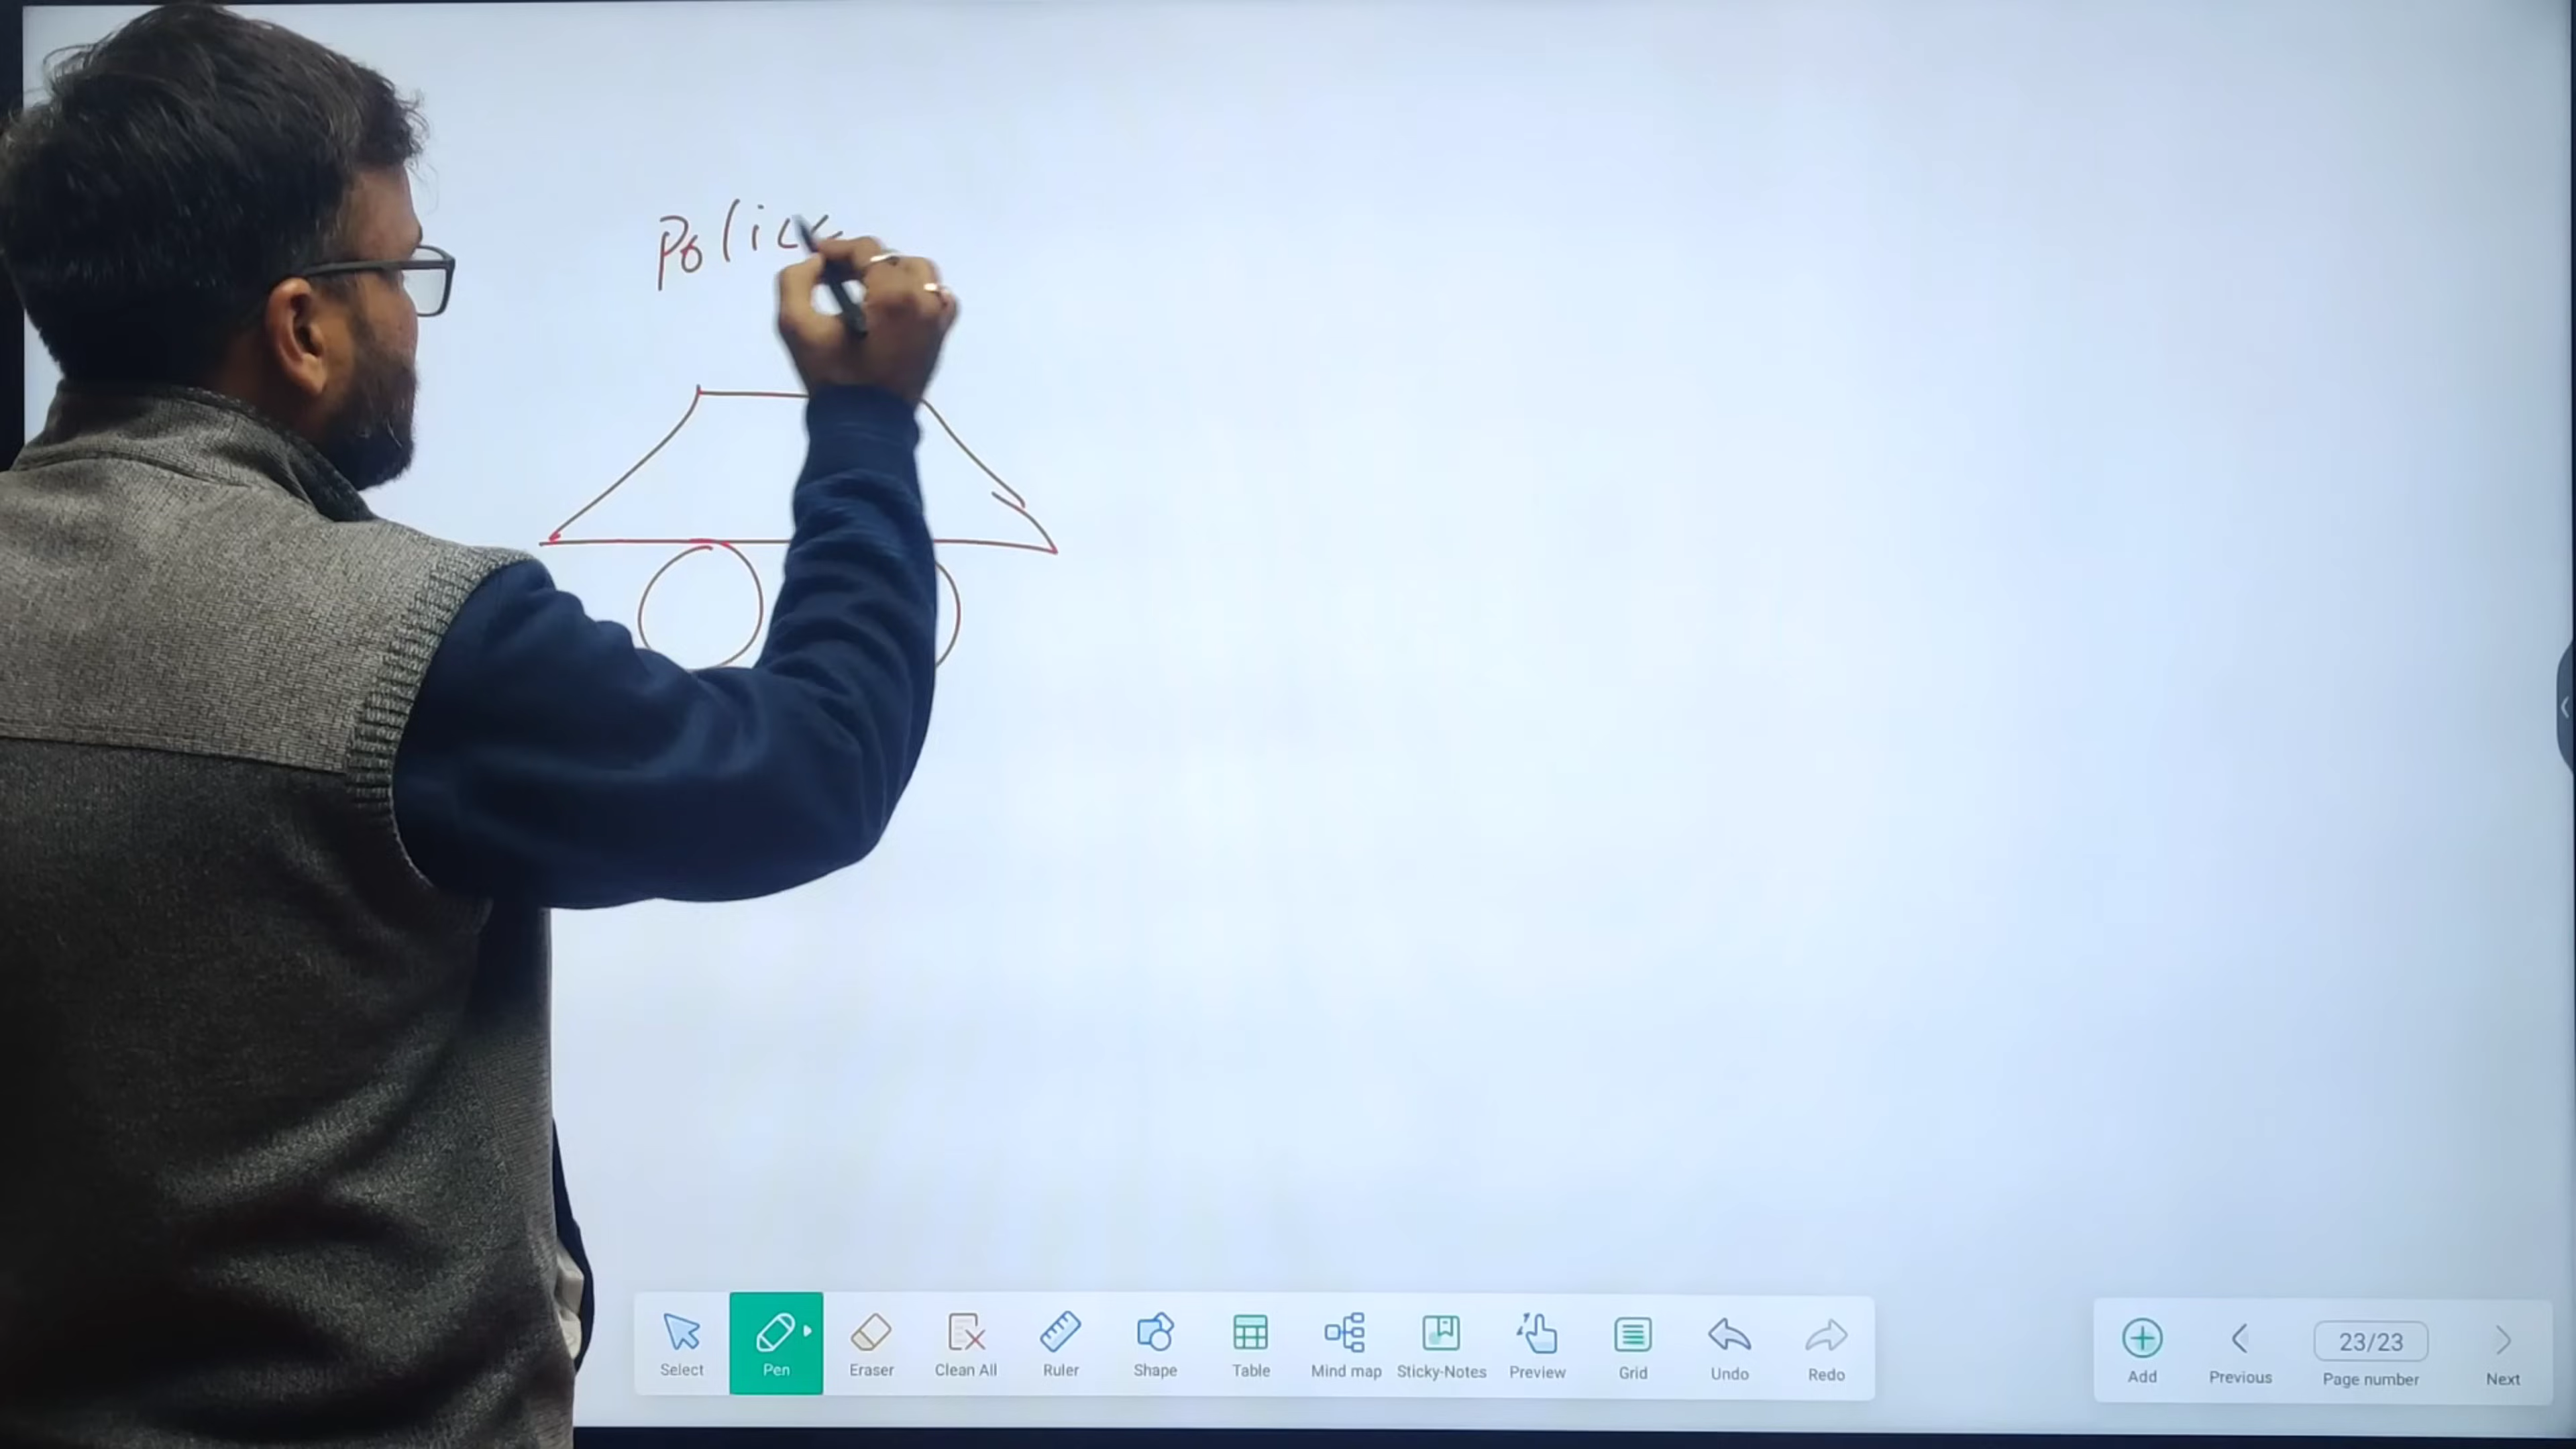 Police
Select Pen Eraser Clean All Ruler Shape Table Mind map Sticky-Notes Preview Grid Undo Redo
Add Previous 23/23 Page number Next